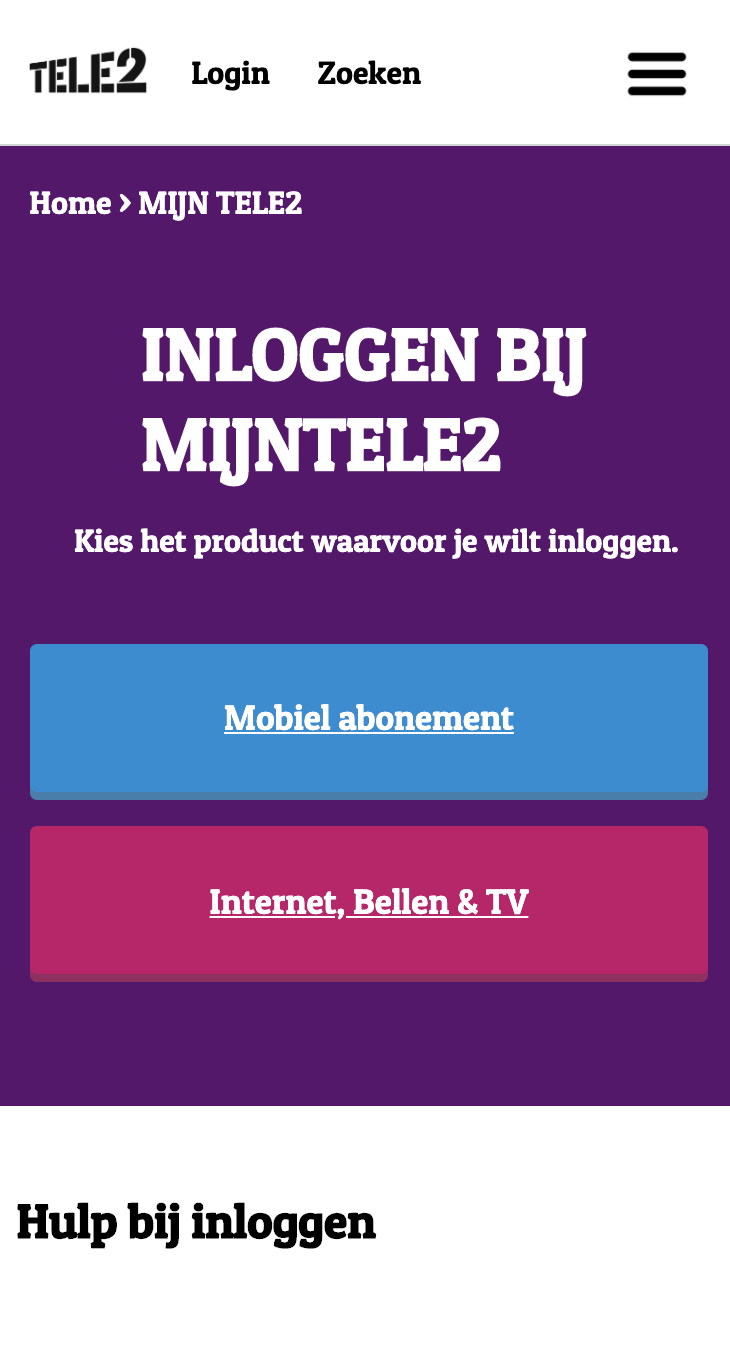 TELE2 Login Zoeken
Home > MIJN TELE2
INLOGGEN BIJ
MIJNTELE2
Kies het product waarvoor je wilt inloggen.
Mobiel abonement
Internet, Bellen & TV
Hulp bij inloggen